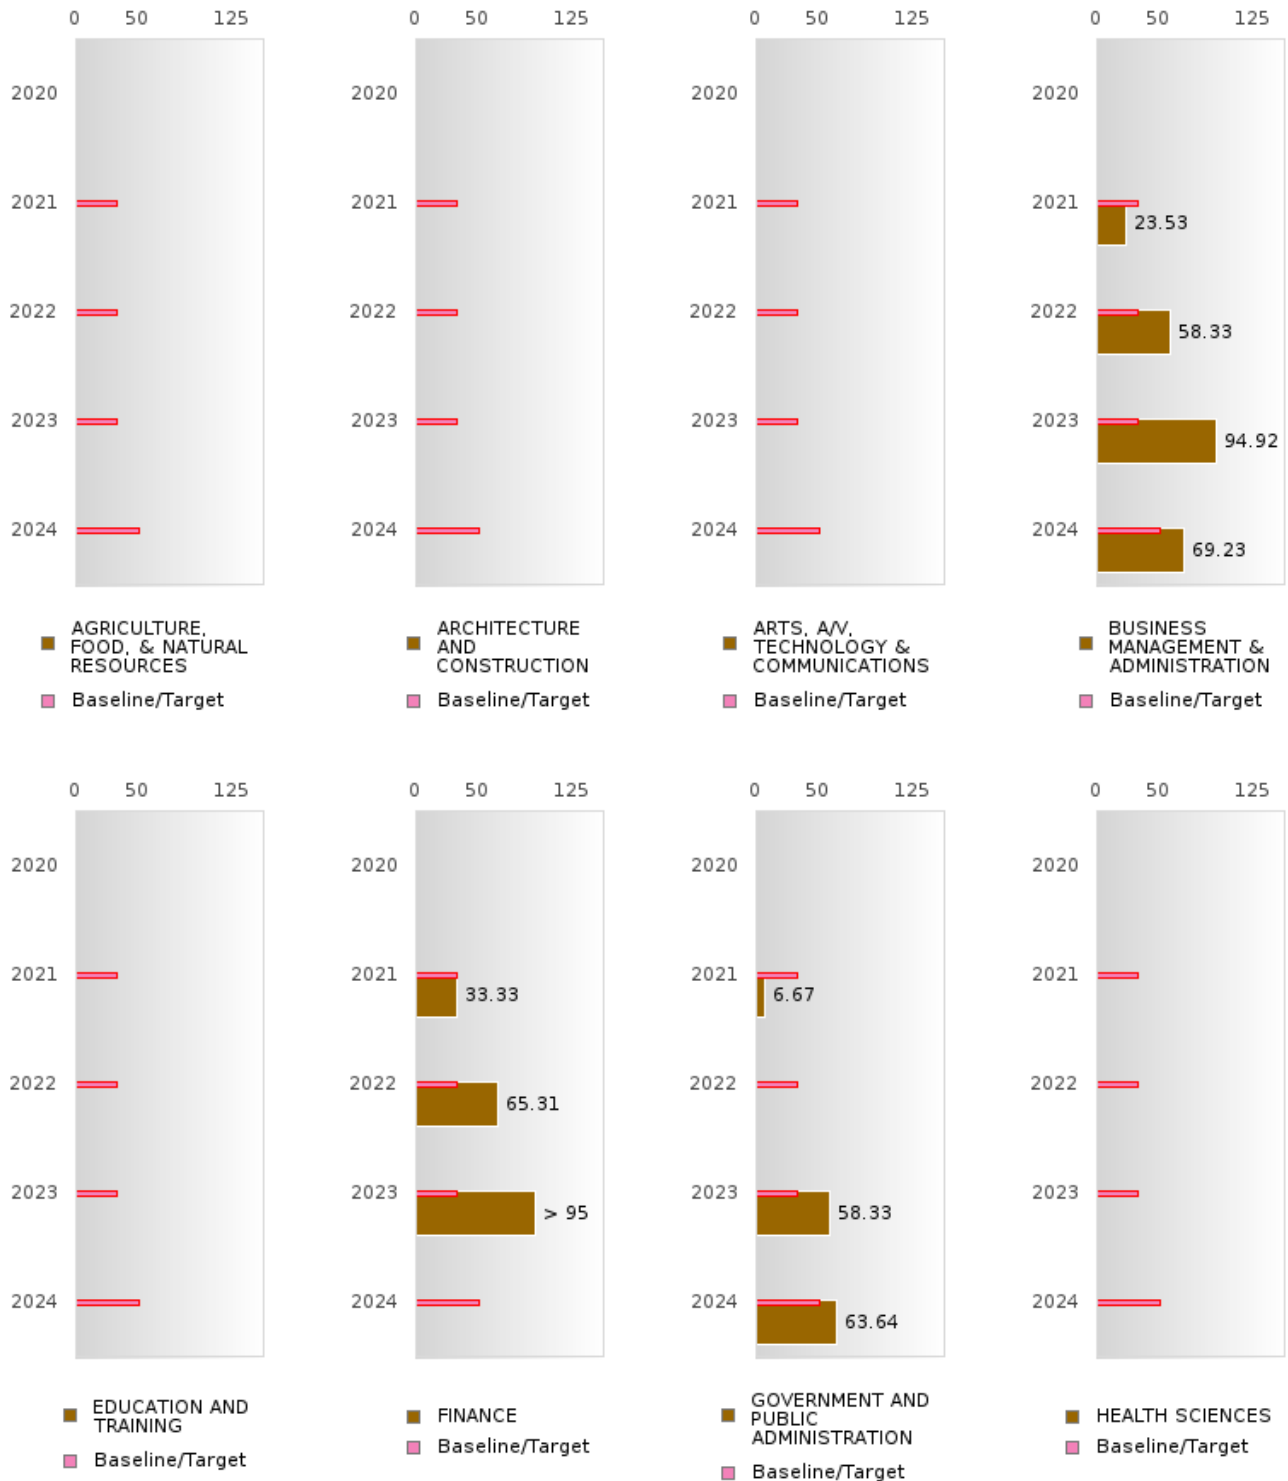 0 50 125
2020
2021
2022
2023
2024
AGRICULTURE,
FOOD, & NATURAL
RESOURCES
Baseline/Target
0 50 125
2020
2021
2022
2023
2024
ARCHITECTURE
AND
CONSTRUCTION
Baseline/Target
0 50 125
2020
2021
2022
2023
2024
ARTS, A/V,
TECHNOLOGY &
COMMUNICATIONS
Baseline/Target
0 50 125
2020
2021
23.53
2022
58.33
2023
94.92
2024
69.23
BUSINESS
MANAGEMENT &
ADMINISTRATION
Baseline/Target
0 50 125
2020
2021
2022
2023
2024
EDUCATION AND
TRAINING
Baseline/Target
0 50 125
2020
2021
33.33
2022
65.31
2023
> 95
2024
FINANCE
Baseline/Target
0 50 125
2020
2021
6.67
2022
2023
58.33
2024
63.64
GOVERNMENT AND
PUBLIC
ADMINISTRATION
Baseline/Target
0 50 125
2020
2021
2022
2023
2024
HEALTH SCIENCES
Baseline/Target